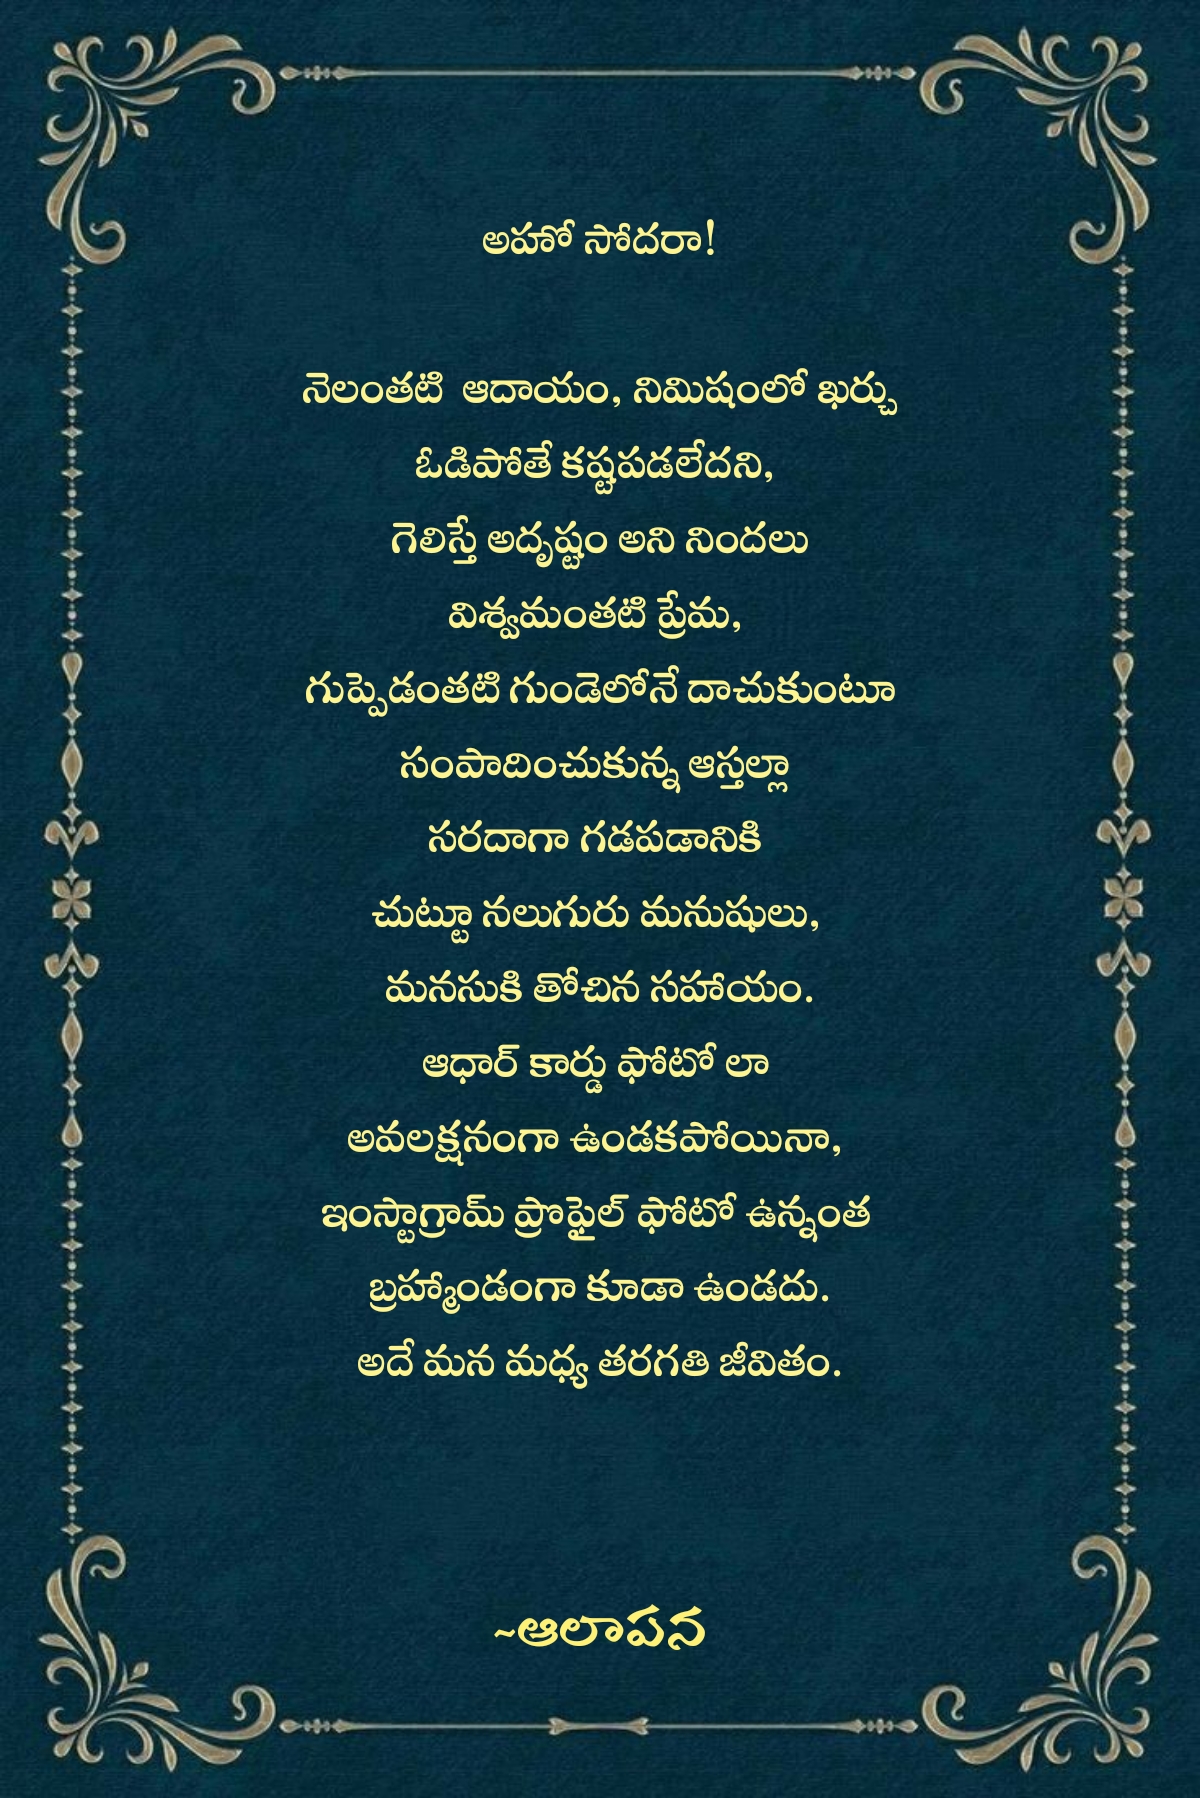 అహో సోదరా!
నెలంతటి ఆదాయం, నిమిషంలో ఖర్చు
ఓడిపోతే కష్టపడలేదని,
గెలిస్తే అదృష్టం అని నిందలు
విశ్వమంతటి ప్రేమ,
గుప్పెడంతటి గుండెలోనే దాచుకుంటూ
సంపాదించుకున్న ఆస్తల్లా
సరదాగా గడపడానికి
చుట్టూ నలుగురు మనుషులు,
మనసుకి తోచిన సహాయం.
ఆధార్ కార్డు ఫోటో లా
అవలక్షనంగా ఉండకపోయినా,
ఇంస్టాగ్రామ్ ప్రొఫైల్ ఫోటో ఉన్నంత
బ్రహ్మాండంగా కూడా ఉండదు.
అదే మన మధ్య తరగతి జీవితం.
~ఆలాపన